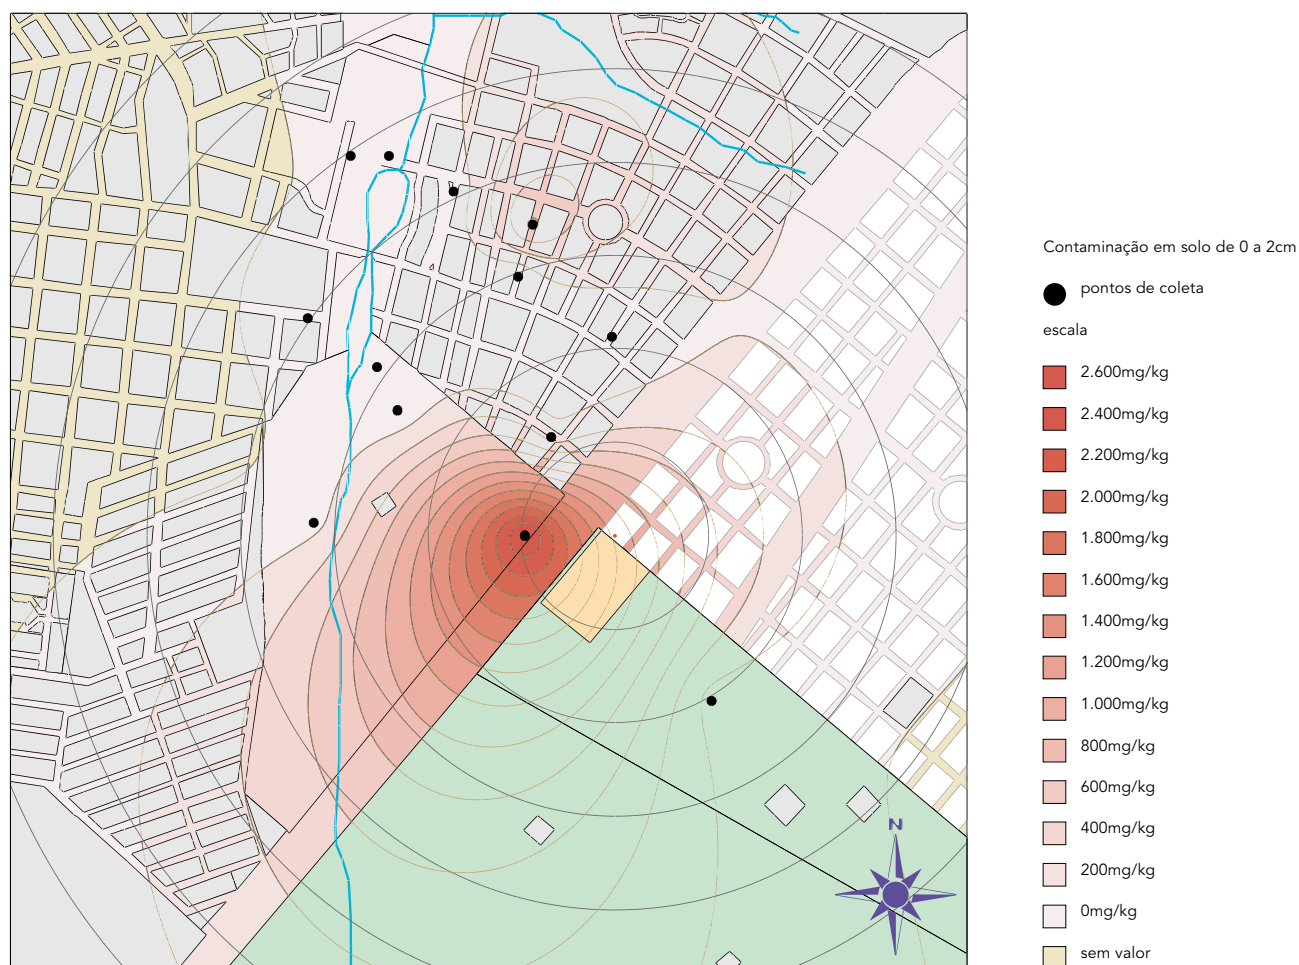 Contaminação em solo de 0 a 2cm
pontos de coleta
escala
2.600mg/kg
2.400mg/kg
2.200mg/kg
2.000mg/kg
1.800mg/kg
1.600mg/kg
1.400mg/kg
1.200mg/kg
1.000mg/kg
800mg/kg
600mg/kg
400mg/kg
200mg/kg
0mg/kg
sem valor
N